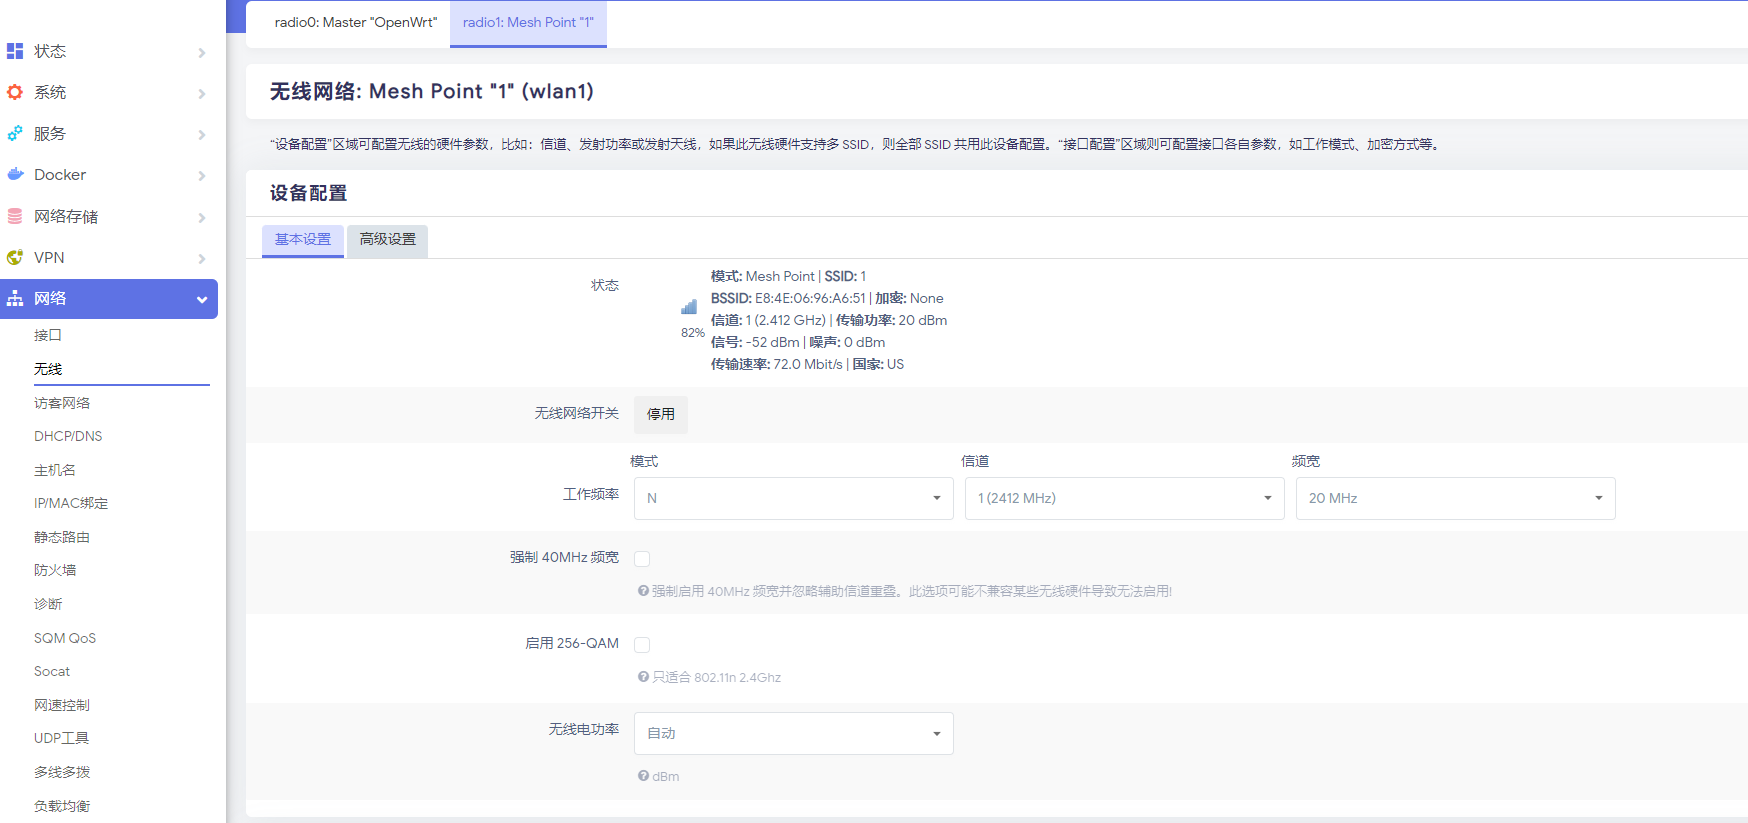 radio0: Master "OpenWrt"
radio1: Mesh Point "1"
状态
系统
服务
Docker
网络存储
VPN
网络
接口
无线
访客网络
DHCP/DNS
主机名
IP/MAC绑定
静态路由
防火墙
诊断
SQM QoS
Socat
网速控制
UDP工具
多线多拨
负载均衡
无线网络: Mesh Point "1" (wlan1)
“设备配置”区域可配置无线的硬件参数，比如：信道、发射功率或发射天线，如果此无线硬件支持多 SSID，则全部 SSID 共用此设备配置。“接口配置”区域则可配置接口各自参数，如工作模式、加密方式等。
设备配置
基本设置
高级设置
状态
82%
模式: Mesh Point | SSID: 1
BSSID: E8:4E:06:96:A6:51 | 加密: None
信道: 1 (2.412 GHz) | 传输功率: 20 dBm
信号: -52 dBm | 噪声: 0 dBm
传输速率: 72.0 Mbit/s | 国家: US
无线网络开关
停用
模式
信道
频宽
工作频率
N
1 (2412 MHz)
20 MHz
强制 40MHz 频宽
强制启用 40MHz 频宽并忽略辅助信道重叠。此选项可能不兼容某些无线硬件导致无法启用!
启用 256-QAM
只适合 802.11n 2.4Ghz
无线电功率
自动
dBm